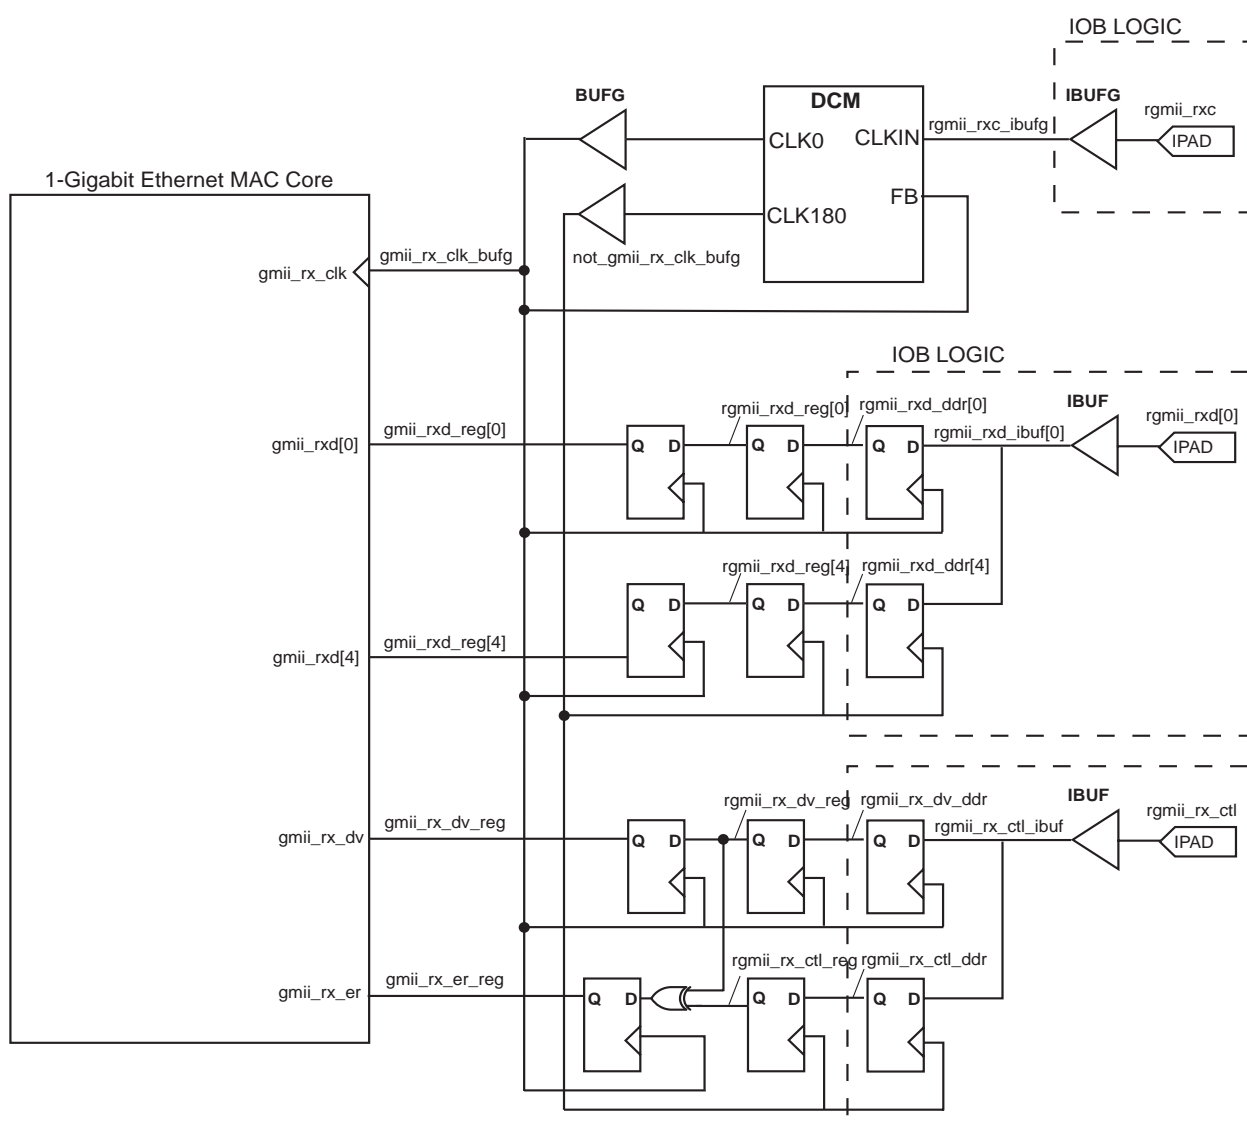 IOB LOGIC
BUFG
DCM
IBUFG
rgmii_rxc
CLK0
CLKIN
rgmii_rxc_ibufg
IPAD
1-Gigabit Ethernet MAC Core
FB
CLK180
gmii_rx_clk
gmii_rx_clk_bufg
not_gmii_rx_clk_bufg
IOB LOGIC
gmii_rxd[0]
gmii_rxd_reg[0]
rgmii_rxd_reg[0]
rgmii_rxd_ddr[0]
IBUF
rgmii_rxd[0]
rgmii_rxd_ibuf[0]
Q D
Q D
Q D
IPAD
rgmii_rxd_reg[4]
rgmii_rxd_ddr[4]
Q D
Q D
Q D
gmii_rxd[4]
gmii_rxd_reg[4]
IBUF
rgmii_rx_dv_reg
rgmii_rx_dv_ddr
rgmii_rx_ctl
gmii_rx_dv
gmii_rx_dv_reg
rgmii_rx_ctl_ibuf
Q D
Q D
Q D
IPAD
rgmii_rx_ctl_reg
rgmii_rx_ctl_ddr
gmii_rx_er
gmii_rx_er_reg
Q D
Q D
Q D